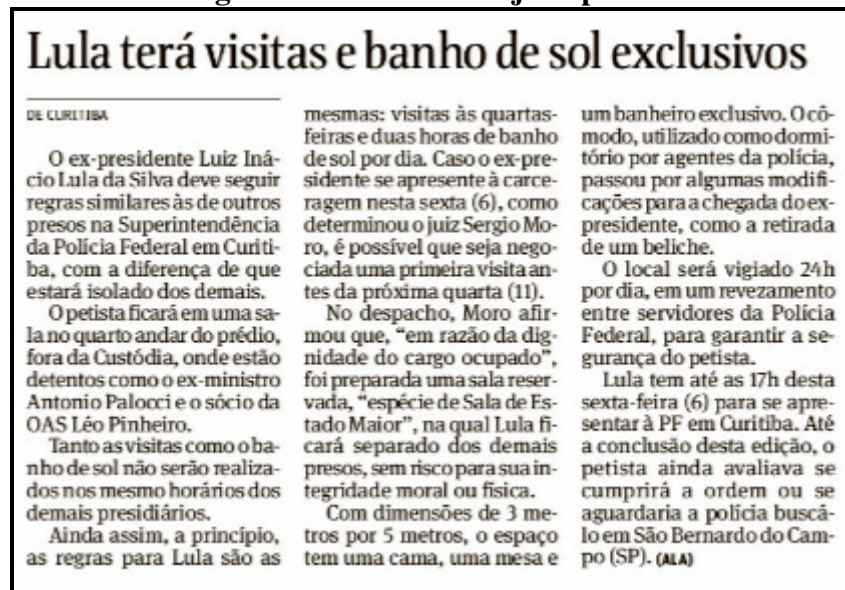 Lula terá visitas e banho de sol exclusivos
DE CURITIBA
O ex-presidente Luiz Iná-
cio Lula da Silva deve seguir
regras similares às de outros
presos na Superintendência
da Polícia Federal em Curiti-
ba, com a diferença de que
estará isolado dos demais.
O petista ficará em uma sa-
la no quarto andar do prédio,
fora da Custódia, onde estão
detentos como o ex-ministro
Antonio Palocci e o sócio da
OAS Léo Pinheiro.
Tanto as visitas como o ba-
nho de sol não serão realiza-
dos nos mesmo horários dos
demais presidiários.
Ainda assim, a princípio,
as regras para Lula são as
mesmas: visitas às quartas-
feiras e duas horas de banho
de sol por dia. Caso o ex-pre-
sidente se apresente à carce-
ragem nesta sexta (6), como
determinou o juiz Sergio Mo-
ro, é possível que seja nego-
ciada uma primeira visita an-
tes da próxima quarta (11).
No despacho, Moro afir-
mou que, “em razão da dig-
nidade do cargo ocupado”,
foi preparada uma sala reser-
vada, “espécie de Sala de Es-
tado Maior”, na qual Lula fi-
cará separado dos demais
presos, sem risco para sua in-
tegridade moral ou física.
Com dimensões de 3 me-
tros por 5 metros, o espaço
tem uma cama, uma mesa e
um banheiro exclusivo. O cô-
modo, utilizado como dormi-
tório por agentes da polícia,
passou por algumas modifi-
cações para a chegada do ex-
presidente, como a retirada
de um beliche.
O local será vigiado 24h
por dia, em um revezamento
entre servidores da Polícia
Federal, para garantir a se-
gurança do petista.
Lula tem até as 17h desta
sexta-feira (6) para se apre-
sentar à PF em Curitiba. Até
a conclusão desta edição, o
petista ainda avaliava se
cumprirá a ordem ou se
aguardaria a polícia buscá-
lo em São Bernardo do Cam-
po (SP). (ALA)